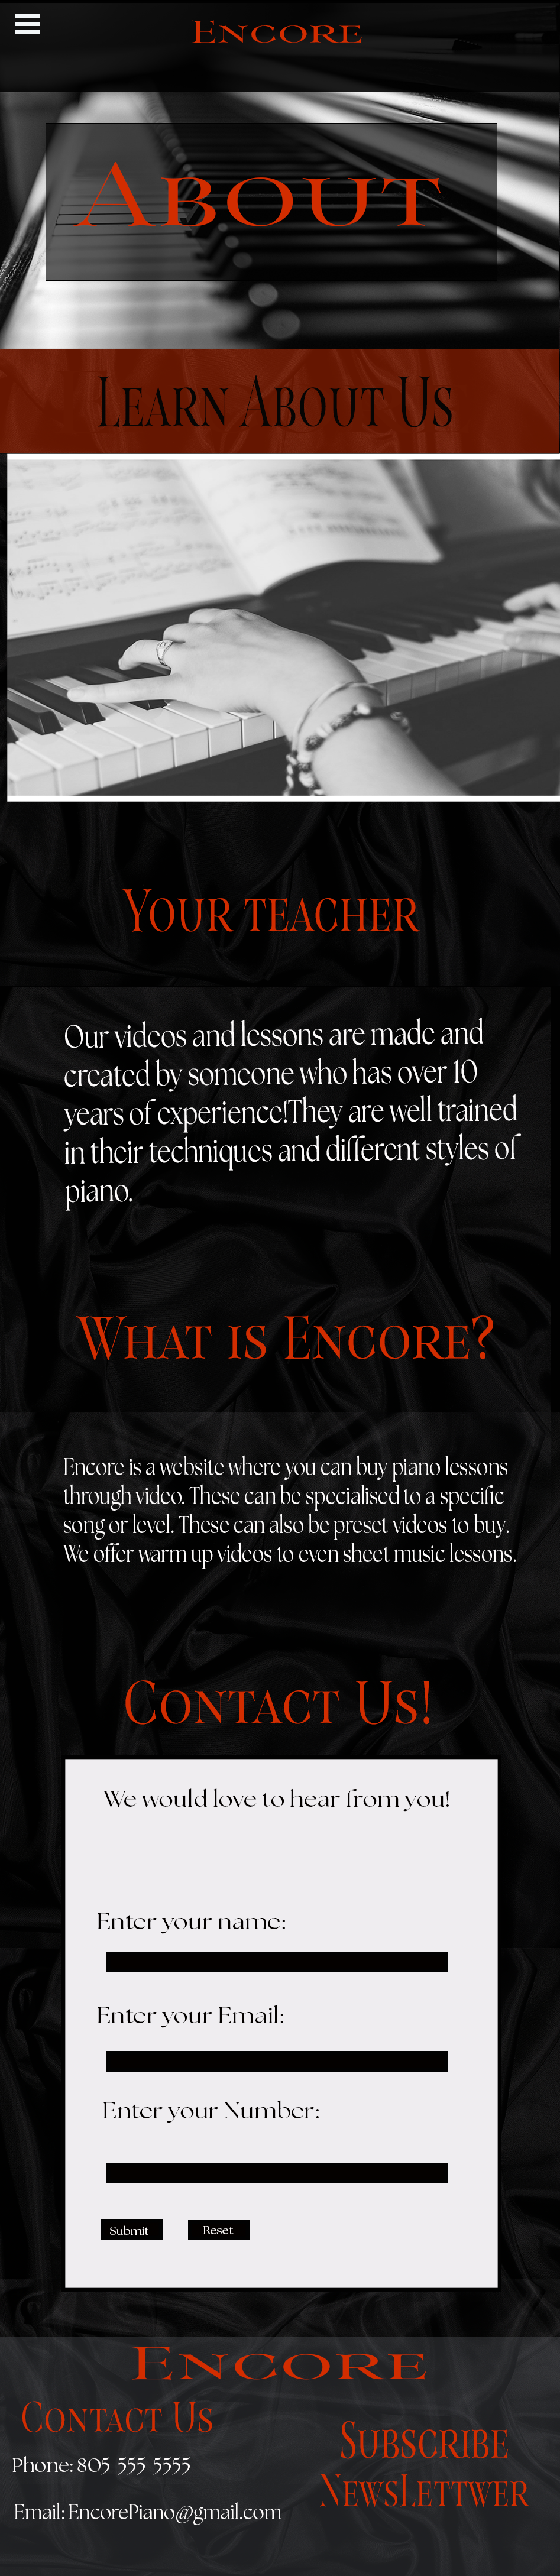 Encore
About
Learn About Us
Your teacher
Our videos and lessons are made and
created by someone who has over 10
years of experience!They are well trained
in their techniques and different styles of
piano.
What is Encore?
Encore is a website where you can buy piano lessons
through video. These can be specialised to a specific
song or level. These can also be preset videos to buy.
We offer warm up videos to even sheet music lessons.
Contact Us!
We would love to hear from you!
Enter your name:
Enter your Email:
Enter your Number:
Submit Reset
Encore
Contact Us
Phone: 805-555-5555
Email: EncorePiano@gmail.com
Subscribe
NewsLettwer